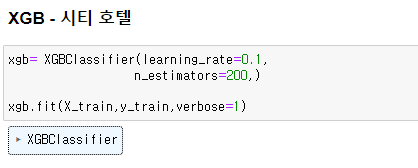 XGB - 시티 호텔
xgb= XGBClassifier(learning_rate=0.1,
n_estimators=200,)
xgb.fit(X_train,y_train,verbose=1)
▸ XGBClassifier